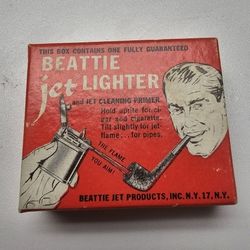 THIS BOX CONTAINS ONE FULLY GUARANTEED
BEATTIE
jet LIGHTER
and JET CLEANING PRIMER.
Hold uprite for ci-
gar and cigarette.
Tilt slightly for jet-
flame... for pipes.
THE FLAME
YOU AIM!
BEATTIE JET PRODUCTS, INC. N.Y. 17, N.Y.